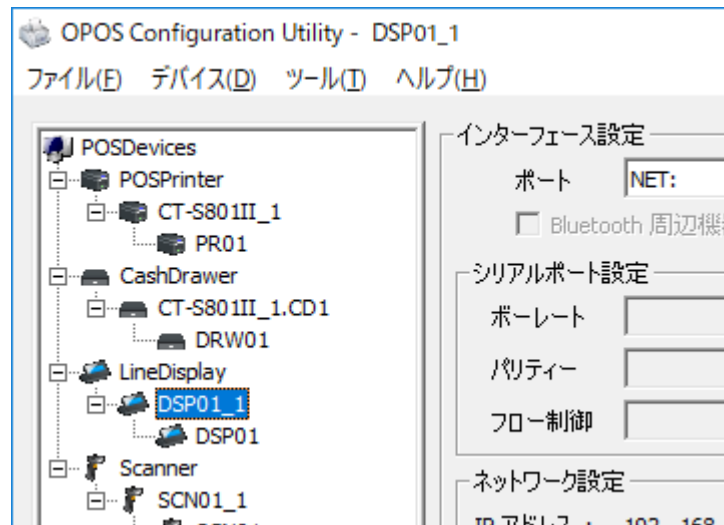 OPOS Configuration Utility - DSP01_1
ファイル(F) デバイス(D) ツール(T) ヘルプ(H)
POSDevices
POSPrinter
CT-S801II_1
PR01
CashDrawer
CT-S801II_1.CD1
DRW01
LineDisplay
DSP01_1
DSP01
Scanner
SCN01_1
インターフェース設定
ポート NET:
Bluetooth 周辺機
シリアルポート設定
ボーレート
パリティー
フロー制御
ネットワーク設定